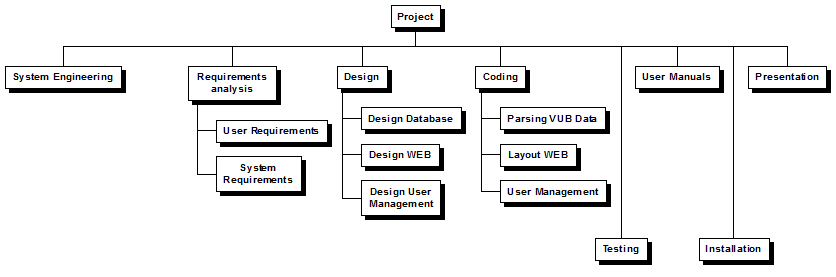 Project
System Engineering
Requirements
analysis
Design
Coding
User Manuals
Presentation
User Requirements
System
Requirements
Design Database
Design WEB
Design User
Management
Parsing VUB Data
Layout WEB
User Management
Testing
Installation